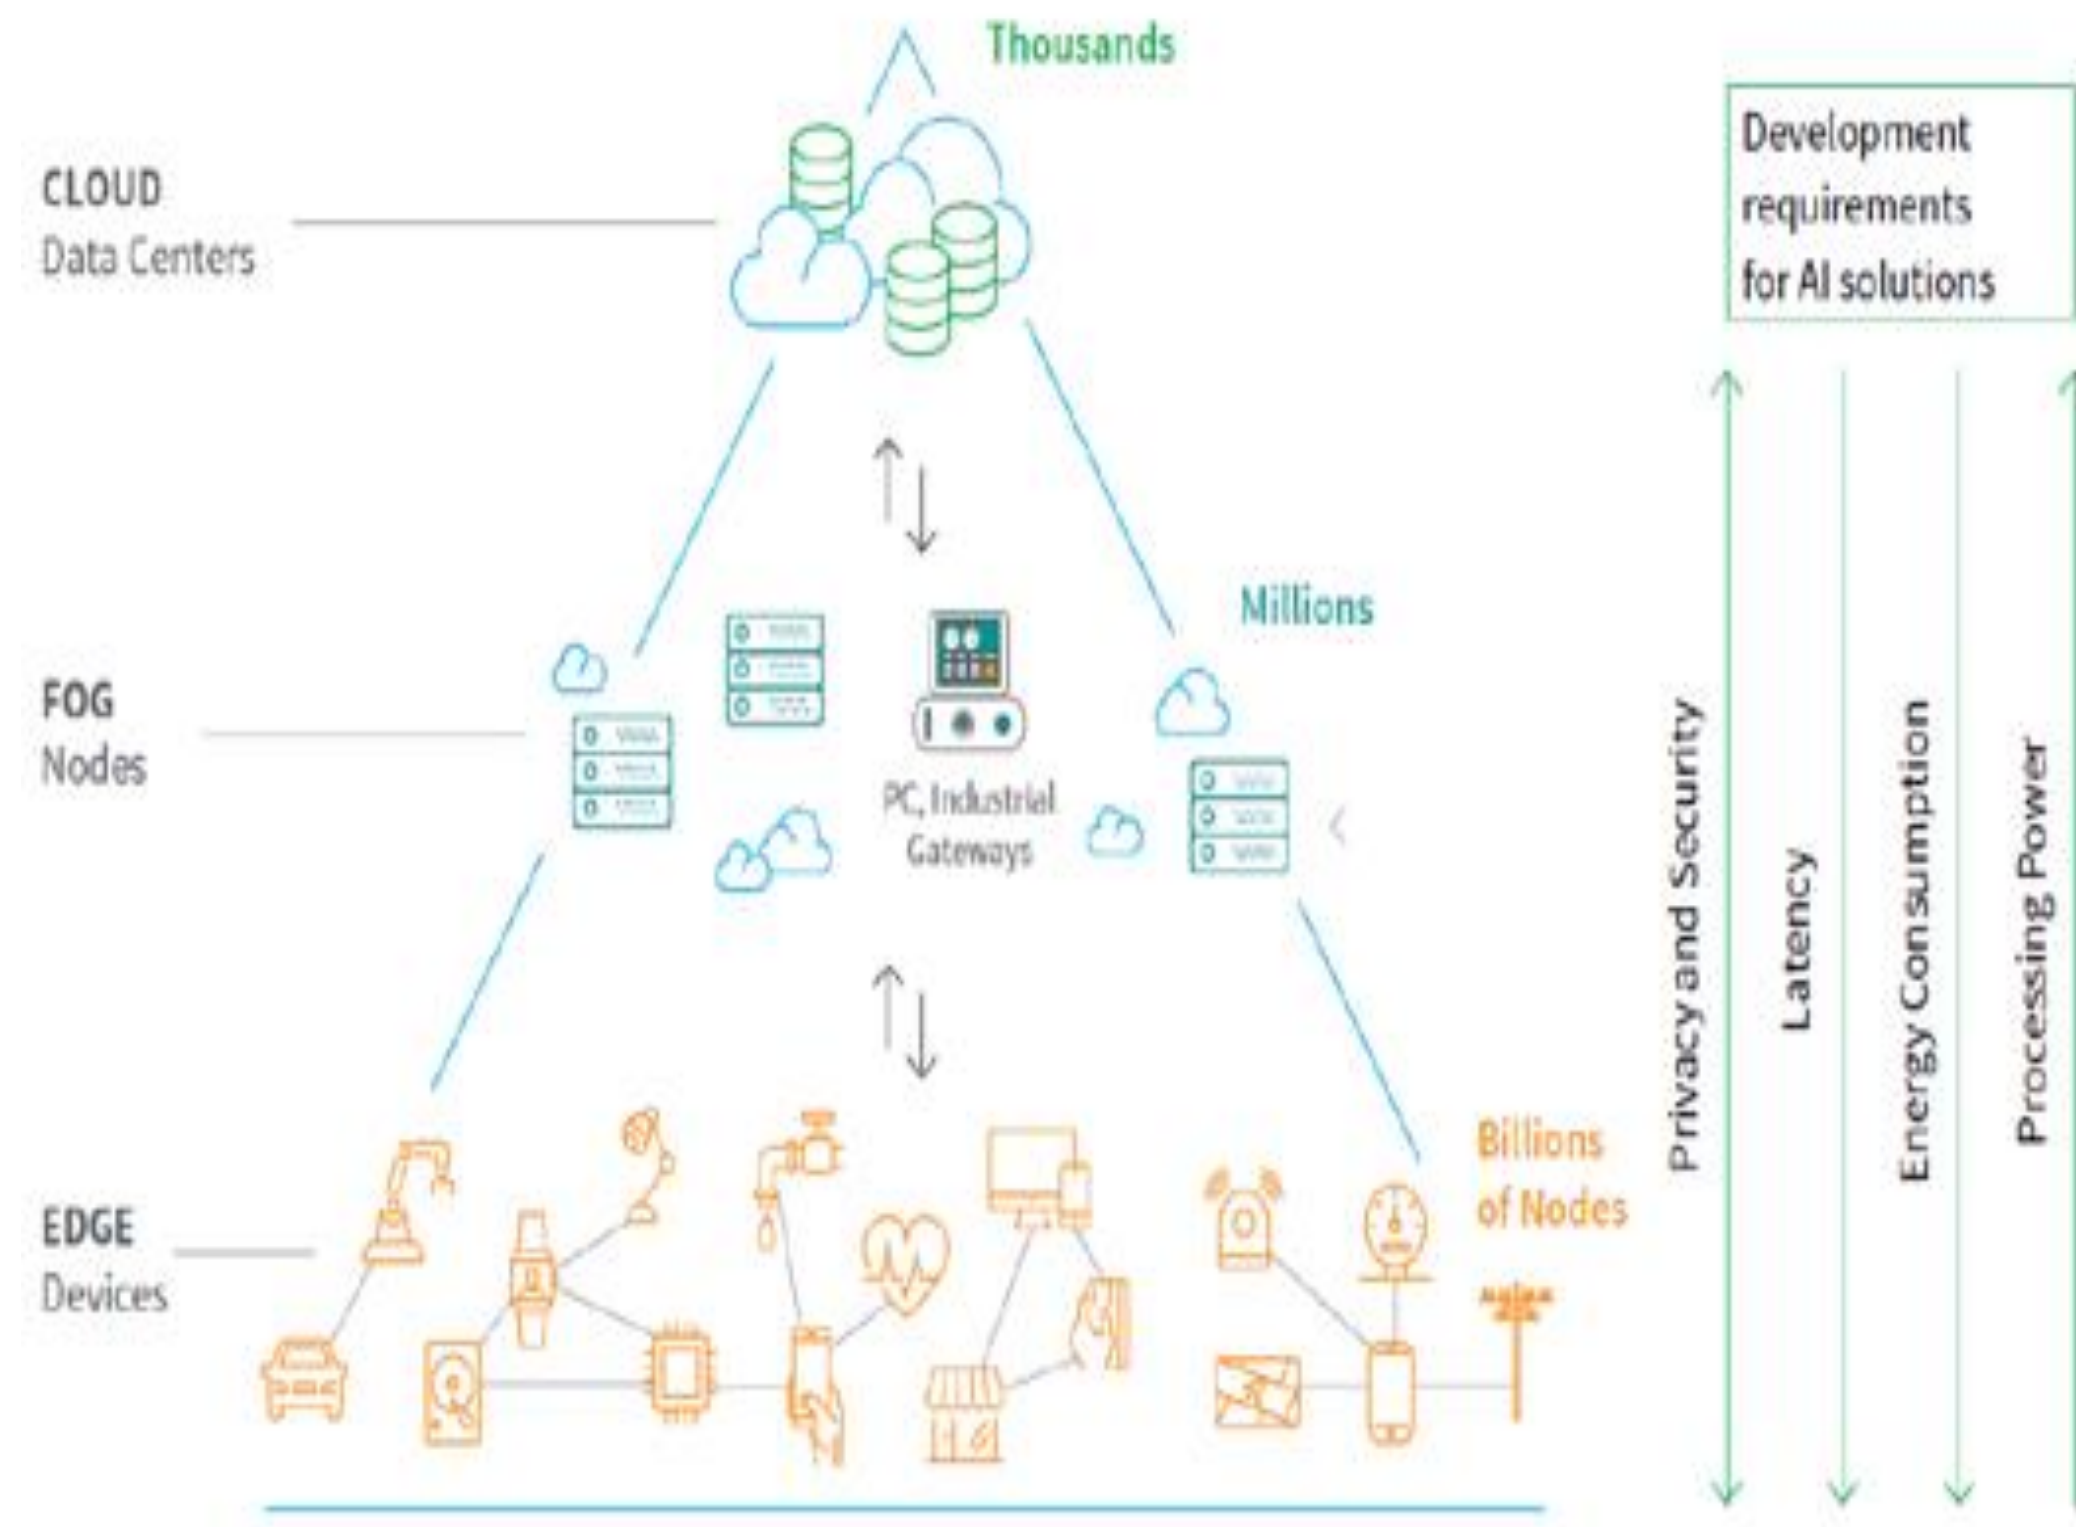 Thousands
CLOUD
Data Centers
Development
requirements
for AI solutions
Millions
FOG
Nodes
PC, Industrial
Gateways
Billions
of Nodes
EDGE
Devices
Privacy and Security
Latency
Energy Consumption
Processing Power